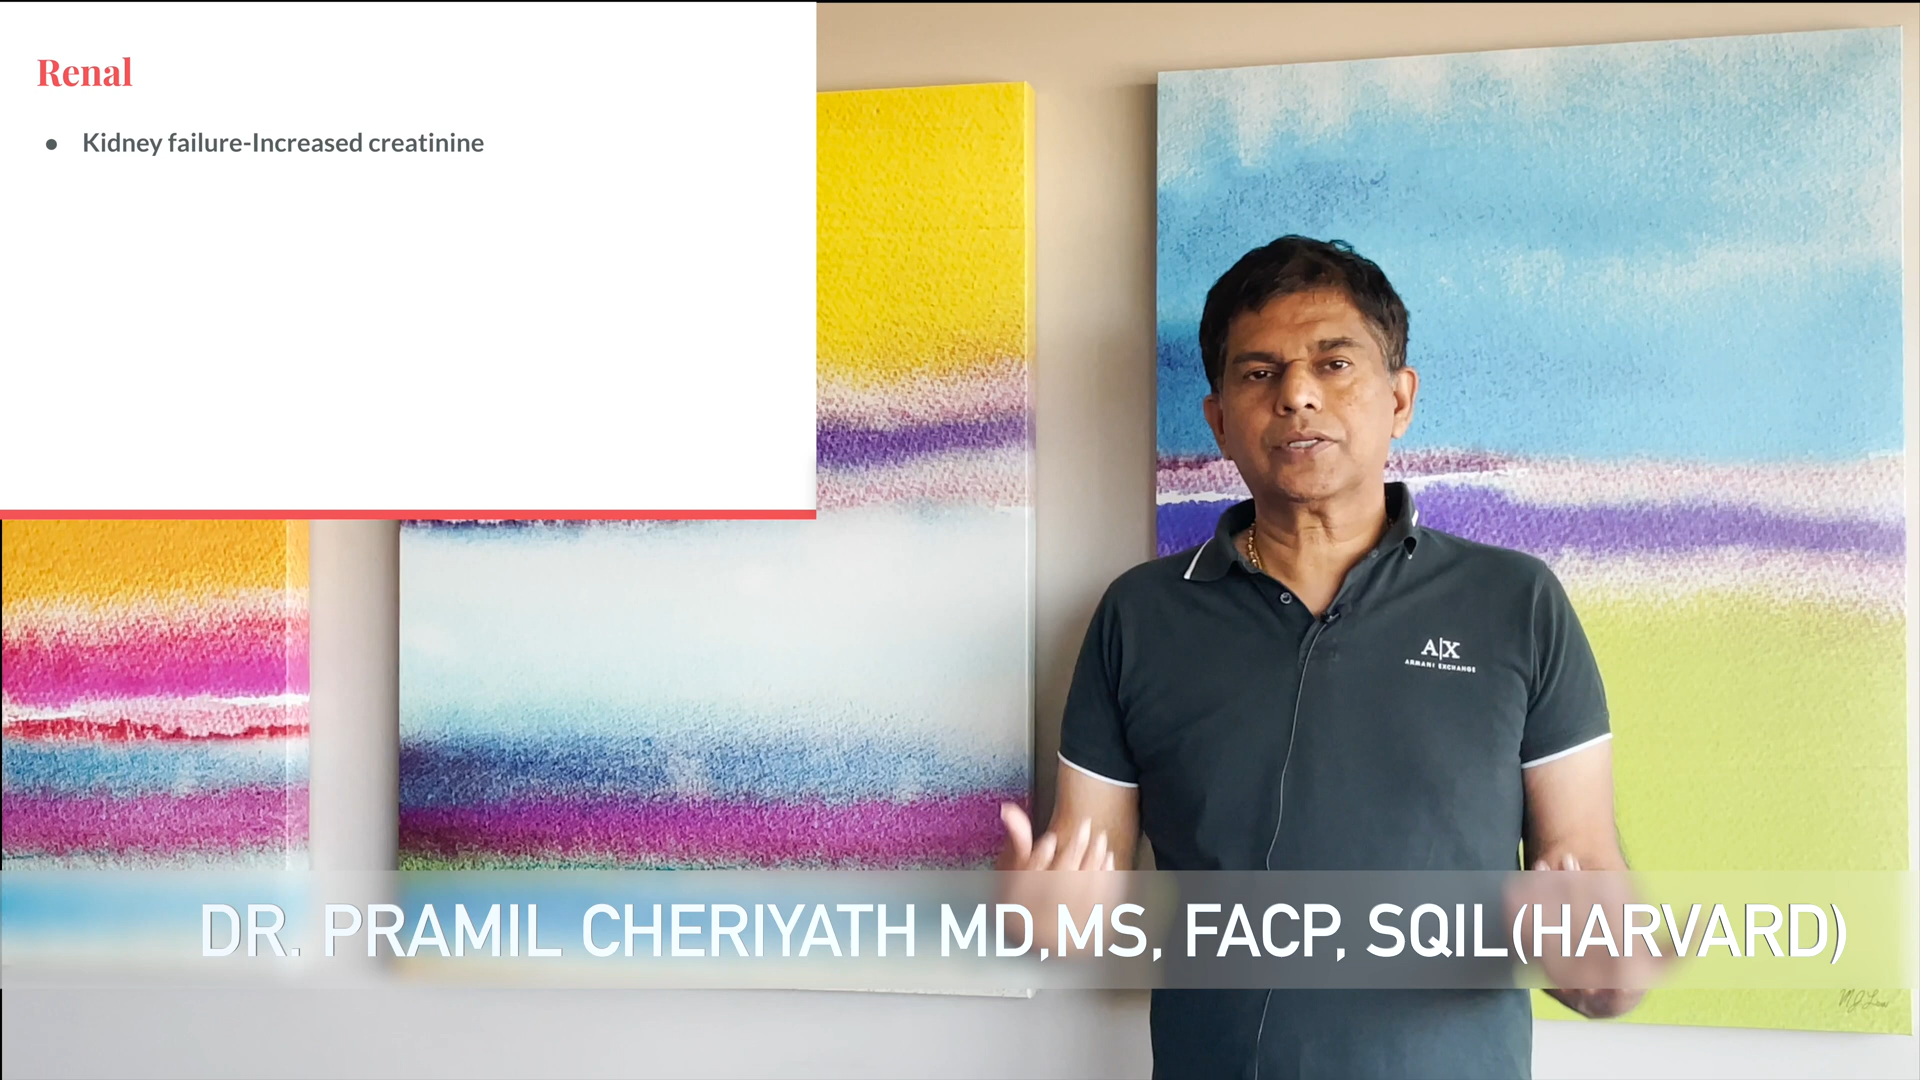 Renal
● Kidney failure-Increased creatinine
A|X
ARMANI EXCHANGE
DR. PRAMIL CHERIYATH MD,MS, FACP, SQIL(HARVARD)